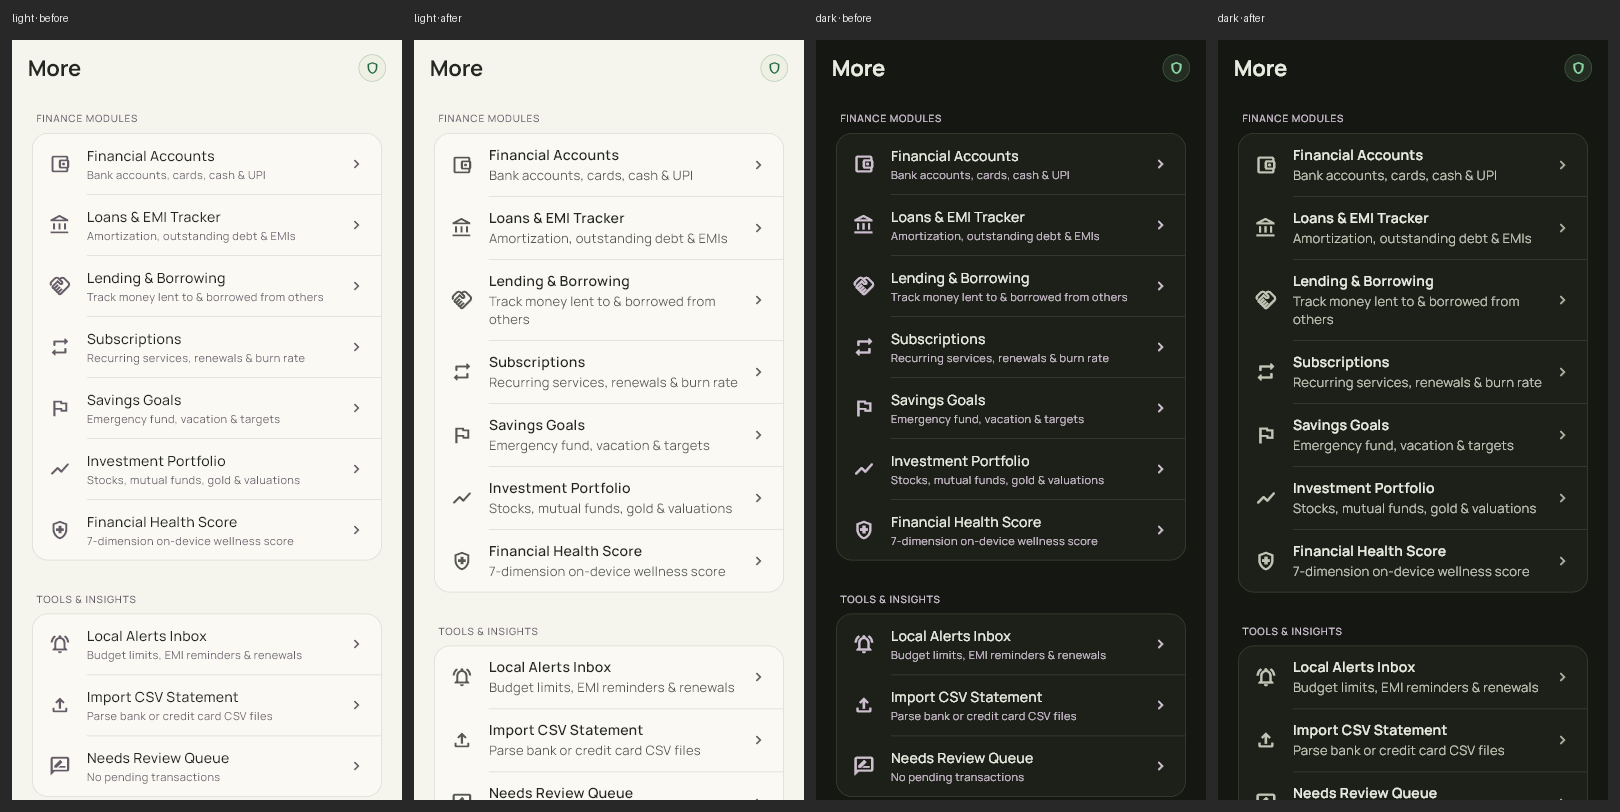 light·before
More
FINANCE MODULES
Financial Accounts
Bank accounts, cards, cash & UPI
Loans & EMI Tracker
Amortization, outstanding debt & EMIs
Lending & Borrowing
Track money lent to & borrowed from others
Subscriptions
Recurring services, renewals & burn rate
Savings Goals
Emergency fund, vacation & targets
Investment Portfolio
Stocks, mutual funds, gold & valuations
Financial Health Score
7-dimension on-device wellness score
TOOLS & INSIGHTS
Local Alerts Inbox
Budget limits, EMI reminders & renewals
Import CSV Statement
Parse bank or credit card CSV files
Needs Review Queue
No pending transactions
light·after
More
FINANCE MODULES
Financial Accounts
Bank accounts, cards, cash & UPI
Loans & EMI Tracker
Amortization, outstanding debt & EMIs
Lending & Borrowing
Track money lent to & borrowed from
others
Subscriptions
Recurring services, renewals & burn rate
Savings Goals
Emergency fund, vacation & targets
Investment Portfolio
Stocks, mutual funds, gold & valuations
Financial Health Score
7-dimension on-device wellness score
TOOLS & INSIGHTS
Local Alerts Inbox
Budget limits, EMI reminders & renewals
Import CSV Statement
Parse bank or credit card CSV files
Needs Review Queue
dark·before
More
FINANCE MODULES
Financial Accounts
Bank accounts, cards, cash & UPI
Loans & EMI Tracker
Amortization, outstanding debt & EMIs
Lending & Borrowing
Track money lent to & borrowed from others
Subscriptions
Recurring services, renewals & burn rate
Savings Goals
Emergency fund, vacation & targets
Investment Portfolio
Stocks, mutual funds, gold & valuations
Financial Health Score
7-dimension on-device wellness score
TOOLS & INSIGHTS
Local Alerts Inbox
Budget limits, EMI reminders & renewals
Import CSV Statement
Parse bank or credit card CSV files
Needs Review Queue
No pending transactions
dark·after
More
FINANCE MODULES
Financial Accounts
Bank accounts, cards, cash & UPI
Loans & EMI Tracker
Amortization, outstanding debt & EMIs
Lending & Borrowing
Track money lent to & borrowed from
others
Subscriptions
Recurring services, renewals & burn rate
Savings Goals
Emergency fund, vacation & targets
Investment Portfolio
Stocks, mutual funds, gold & valuations
Financial Health Score
7-dimension on-device wellness score
TOOLS & INSIGHTS
Local Alerts Inbox
Budget limits, EMI reminders & renewals
Import CSV Statement
Parse bank or credit card CSV files
Needs Review Queue